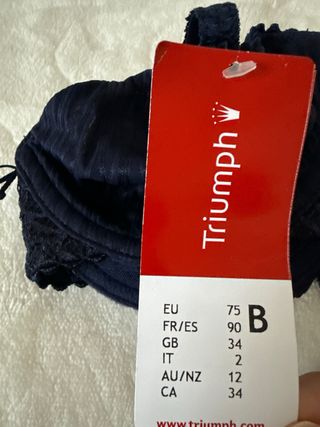 Triumph
EU 75 B
FR/ES 90
GB 34
IT 2
AU/NZ 12
CA 34
www.triumph.com